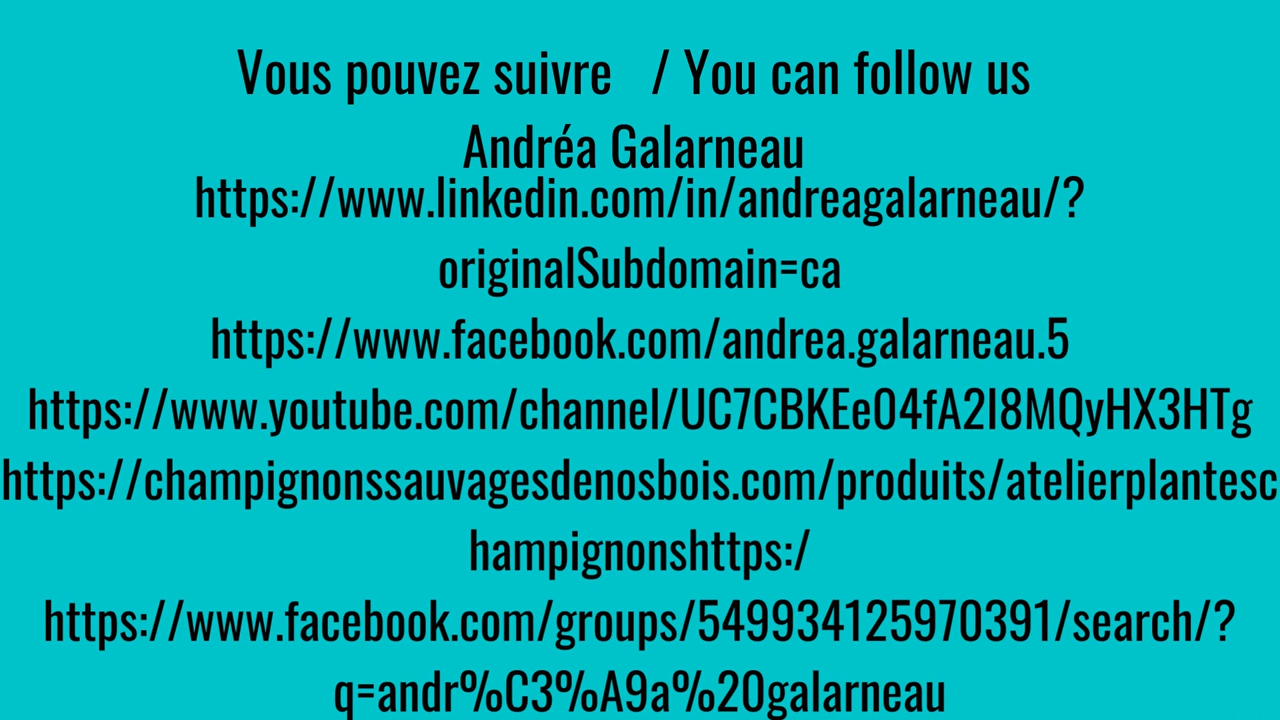 Vous pouvez suivre / You can follow us
Andréa Galarneau
https://www.linkedin.com/in/andreagalarneau/?
originalSubdomain=ca
https://www.facebook.com/andrea.galarneau.5
https://www.youtube.com/channel/UC7CBKEe04fA2I8MQyHX3HTg
https://champignonssauvagesdenosbois.com/produits/atelierplantesc
hampignonshttps:/
https://www.facebook.com/groups/549934125970391/search/?
q=andr%C3%A9a%20galarneau